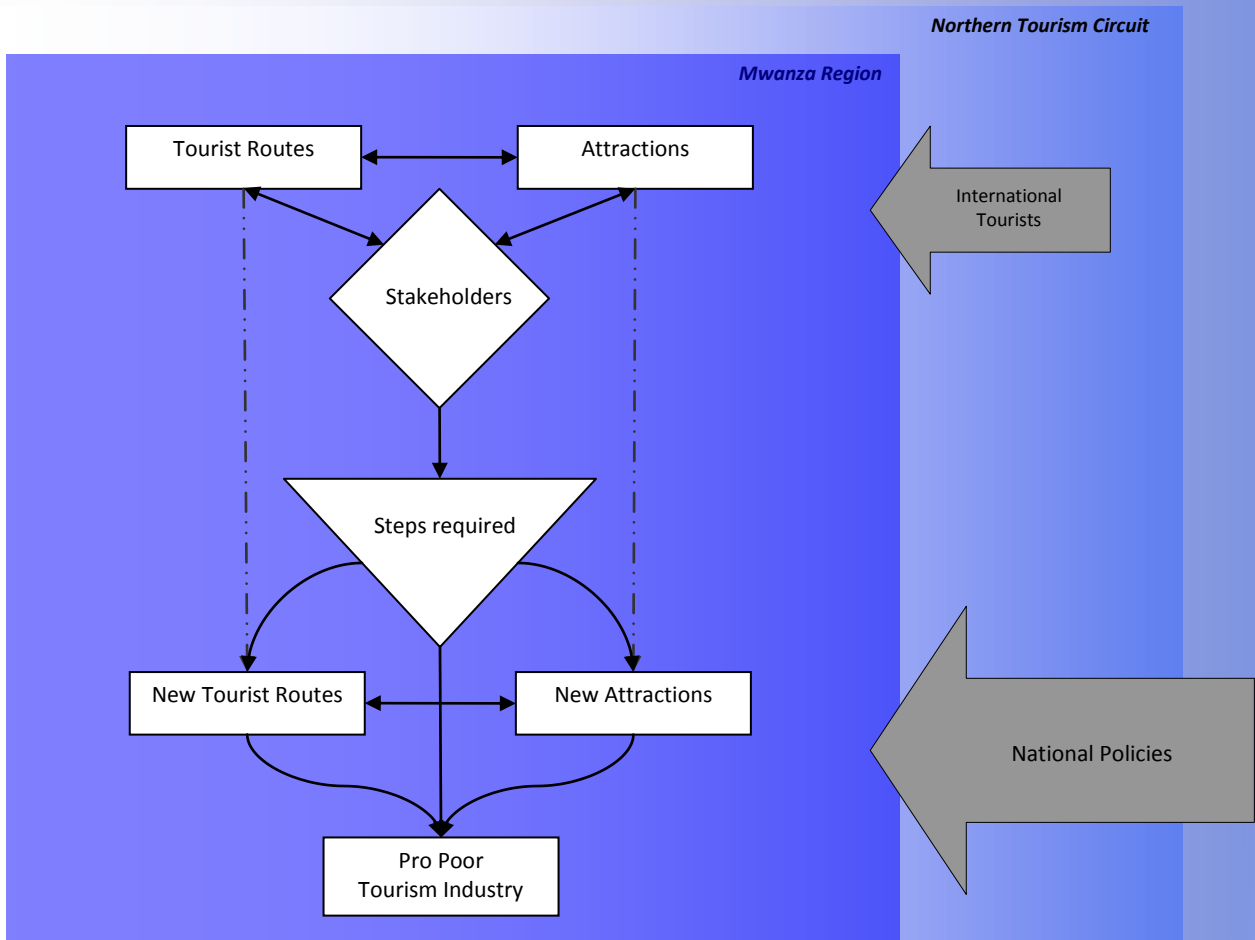 Northern Tourism Circuit
Mwanza Region
Tourist Routes
Attractions
International
Tourists
Stakeholders
Steps required
New Tourist Routes
New Attractions
National Policies
Pro Poor
Tourism Industry